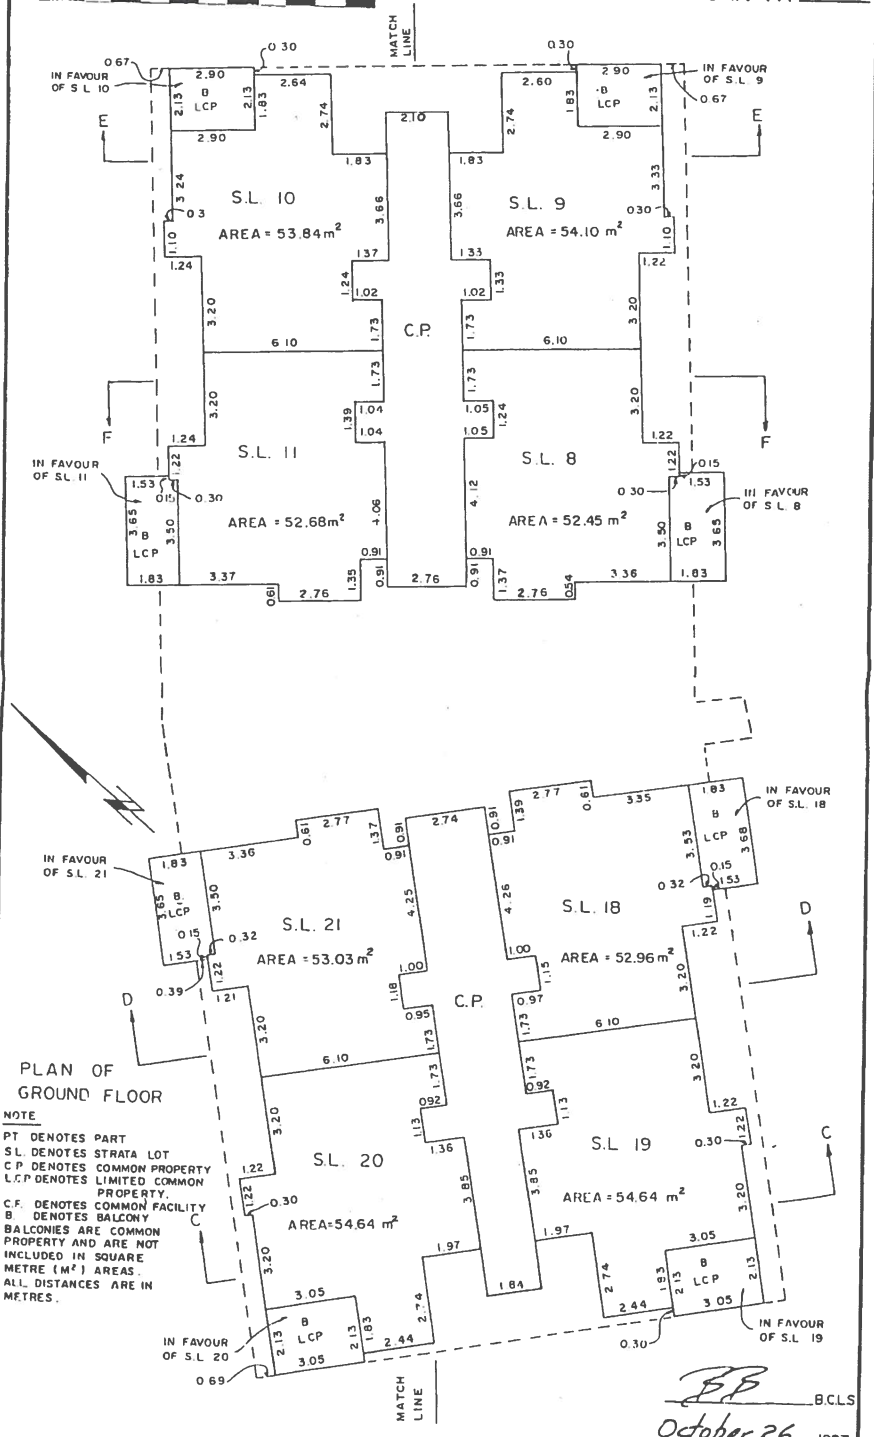 MATCH
LINE
0.67
0.30
0.30
IN FAVOUR
OF S.L. 10
2.90
B
LCP
2.13
2.13
1.83
2.64
2.74
2.90
1.83
2.10
2.60
1.83
2.74
1.83
2.90
B
LCP
2.13
2.90
IN FAVOUR
OF S.L. 9
0.67
E
E
3.24
0.3
1.10
1.24
S.L. 10
AREA = 53.84 m²
3.66
1.37
1.24
1.02
1.73
3.20
6.10
3.66
S.L. 9
AREA = 54.10 m²
3.33
0.30
1.10
1.22
1.33
1.33
1.02
1.73
3.20
6.10
C.P.
F
F
3.20
1.24
1.22
1.73
1.04
1.39
1.04
S.L. 11
AREA = 52.68 m²
4.06
IN FAVOUR
OF S.L. 11
1.53
0.15
0.30
3.65
B
LCP
3.50
1.83
3.37
0.61
2.76
1.35
0.91
0.91
2.76
1.73
1.05
1.24
1.05
S.L. 8
AREA = 52.45 m²
4.12
3.20
1.22
1.22
0.15
0.30
1.53
IN FAVOUR
OF S.L. 8
3.50
B
LCP
3.65
0.91
0.91
1.37
2.76
0.54
3.36
1.83
IN FAVOUR
OF S.L. 21
1.83
3.36
0.61
2.77
1.37
0.91
0.91
2.74
3.65
B.
LCP
3.50
S.L. 21
AREA = 53.03 m²
4.25
1.00
1.18
0.95
1.73
0.15
0.32
1.53
0.39
1.22
1.21
3.20
6.10
D
0.91
0.91
1.39
2.77
0.61
3.35
1.83
B
LCP
3.53
3.68
IN FAVOUR
OF S.L. 18
0.15
0.32
1.53
1.19
1.22
S.L. 18
AREA = 52.96 m²
4.26
1.00
1.15
0.97
1.73
3.20
6.10
D
C.P.
PLAN OF
GROUND FLOOR
NOTE
PT DENOTES PART
S.L. DENOTES STRATA LOT
C.P. DENOTES COMMON PROPERTY
L.C.P. DENOTES LIMITED COMMON
PROPERTY.
C.F. DENOTES COMMON FACILITY
B. DENOTES BALCONY
BALCONIES ARE COMMON
PROPERTY AND ARE NOT
INCLUDED IN SQUARE
METRE (M²) AREAS.
ALL DISTANCES ARE IN
METRES.
3.20
1.22
1.22
0.30
C
3.20
1.73
0.92
1.13
1.36
S.L. 20
AREA=54.64 m²
3.85
1.97
2.74
3.05
B
LCP
2.13
2.13
1.83
2.44
3.05
IN FAVOUR
OF S.L 20
0.69
1.73
0.92
1.13
1.36
S.L 19
AREA = 54.64 m²
3.85
1.97
1.84
2.74
2.44
3.20
1.22
1.22
0.30
C
3.20
3.05
1.83
2.13
B
LCP
2.13
3.05
0.30
IN FAVOUR
OF S.L 19
MATCH
LINE
B.C.L.S
October 26